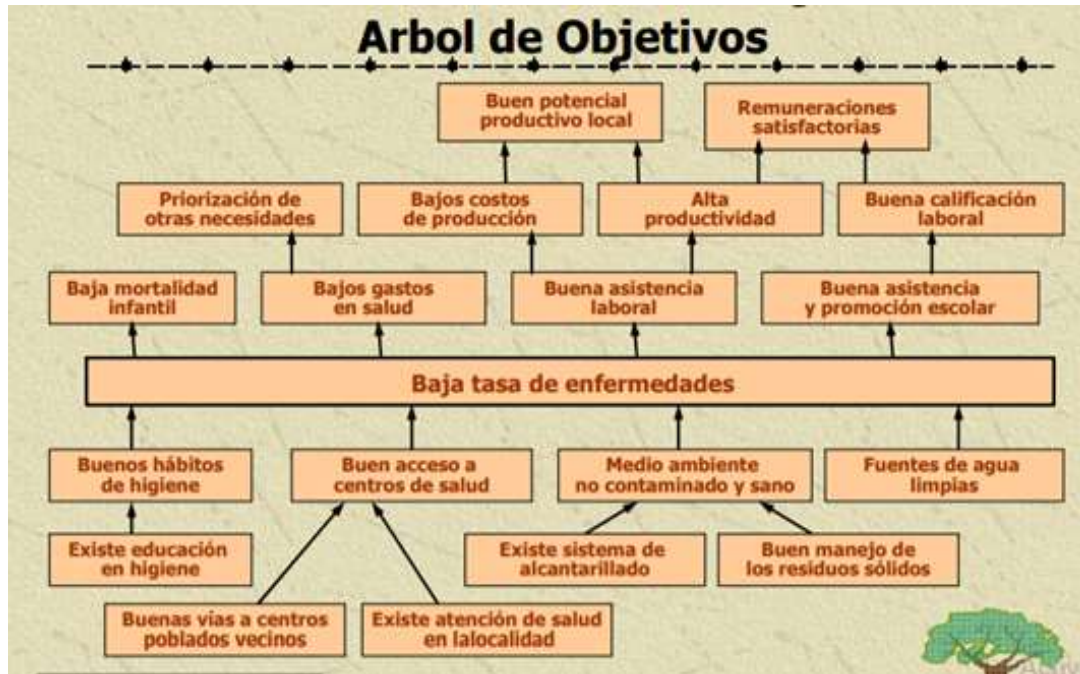 Arbol de Objetivos
Buen potencial
productivo local
Remuneraciones
satisfactorias
Priorización de
otras necesidades
Bajos costos
de producción
Alta
productividad
Buena calificación
laboral
Baja mortalidad
infantil
Bajos gastos
en salud
Buena asistencia
laboral
Buena asistencia
y promoción escolar
Baja tasa de enfermedades
Buenos hábitos
de higiene
Buen acceso a
centros de salud
Medio ambiente
no contaminado y sano
Fuentes de agua
limpias
Existe educación
en higiene
Existe sistema de
alcantarillado
Buen manejo de
los residuos sólidos
Buenas vías a centros
poblados vecinos
Existe atención de salud
en lalocalidad